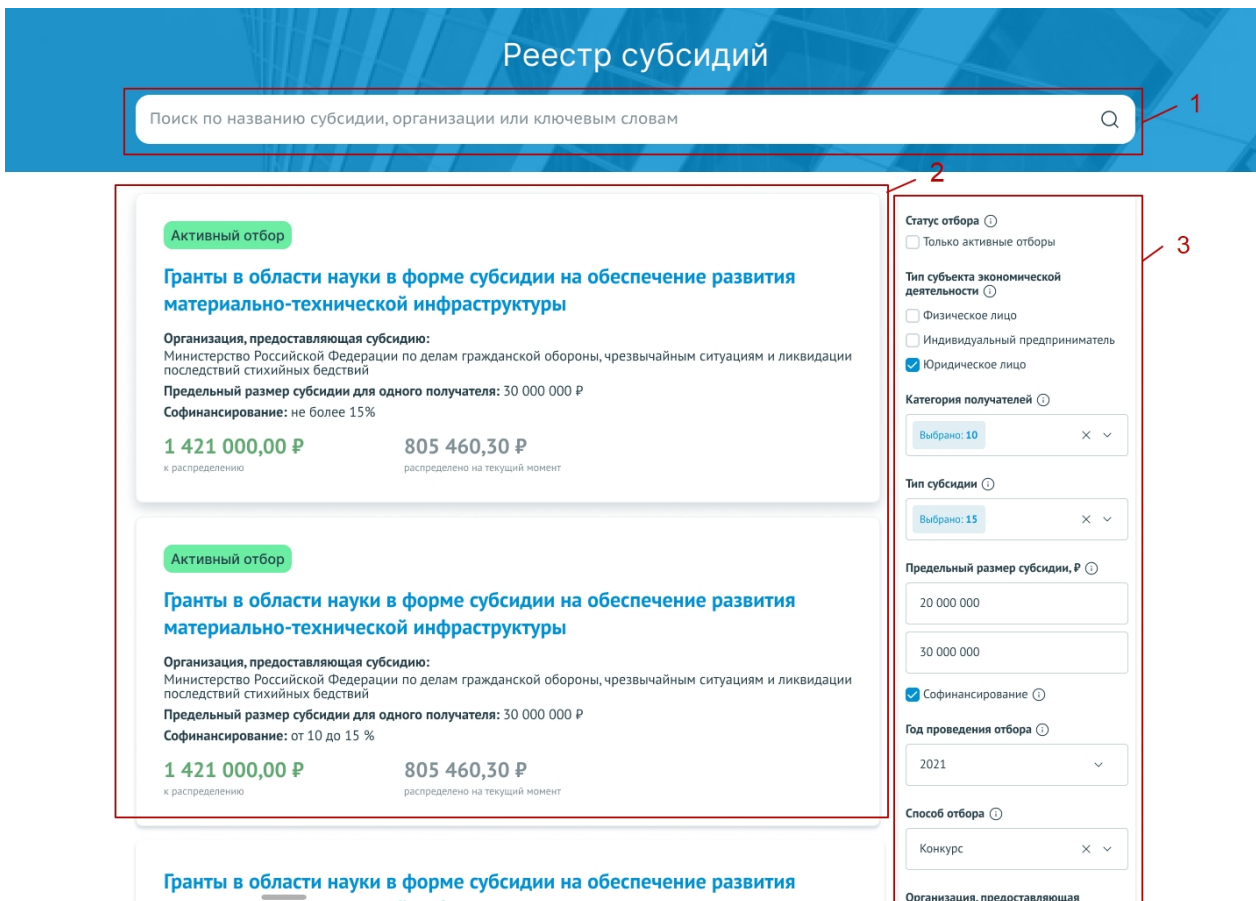 Реестр субсидий
Поиск по названию субсидии, организации или ключевым словам
1
2
Активный отбор
Гранты в области науки в форме субсидии на обеспечение развития
материально-технической инфраструктуры
Организация, предоставляющая субсидию:
Министерство Российской Федерации по делам гражданской обороны, чрезвычайным ситуациям и ликвидации
последствий стихийных бедствий
Предельный размер субсидии для одного получателя: 30 000 000 ₽
Софинансирование: не более 15%
1 421 000,00 ₽ 805 460,30 ₽
к распределению распределено на текущий момент
Активный отбор
Гранты в области науки в форме субсидии на обеспечение развития
материально-технической инфраструктуры
Организация, предоставляющая субсидию:
Министерство Российской Федерации по делам гражданской обороны, чрезвычайным ситуациям и ликвидации
последствий стихийных бедствий
Предельный размер субсидии для одного получателя: 30 000 000 ₽
Софинансирование: от 10 до 15 %
1 421 000,00 ₽ 805 460,30 ₽
к распределению распределено на текущий момент
Гранты в области науки в форме субсидии на обеспечение развития
3
Статус отбора
Только активные отборы
Тип субъекта экономической
деятельности
Физическое лицо
Индивидуальный предприниматель
Юридическое лицо
Категория получателей
Выбрано: 10
Тип субсидии
Выбрано: 15
Предельный размер субсидии, ₽
20 000 000
30 000 000
Софинансирование
Год проведения отбора
2021
Способ отбора
Конкурс
Организация, предоставляющая